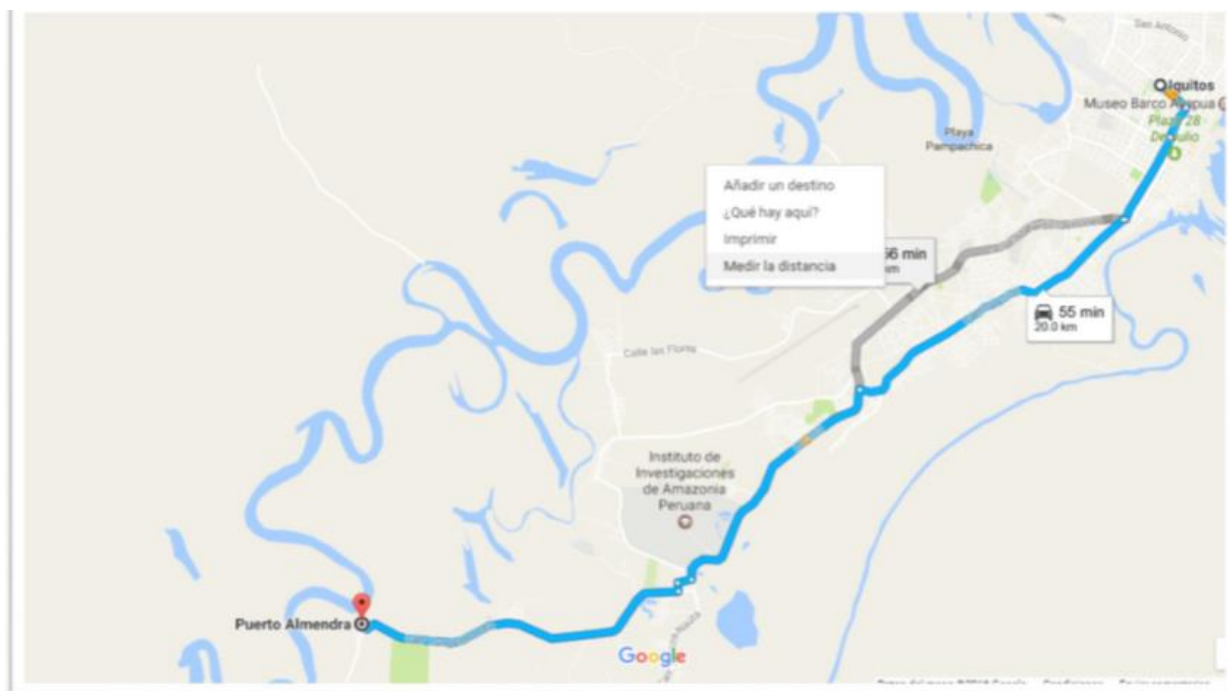 San Antonio
Iquitos
Museo Barco Ayapua
Plaza 28
De Julio
Playa
Pampachica
Añadir un destino
¿Qué hay aquí?
Imprimir
Medir la distancia
56 min
km
55 min
20.0 km
Calle las Flores
Instituto de
Investigaciones
de Amazonia
Peruana
Puerto Almendra
Nauta
Google